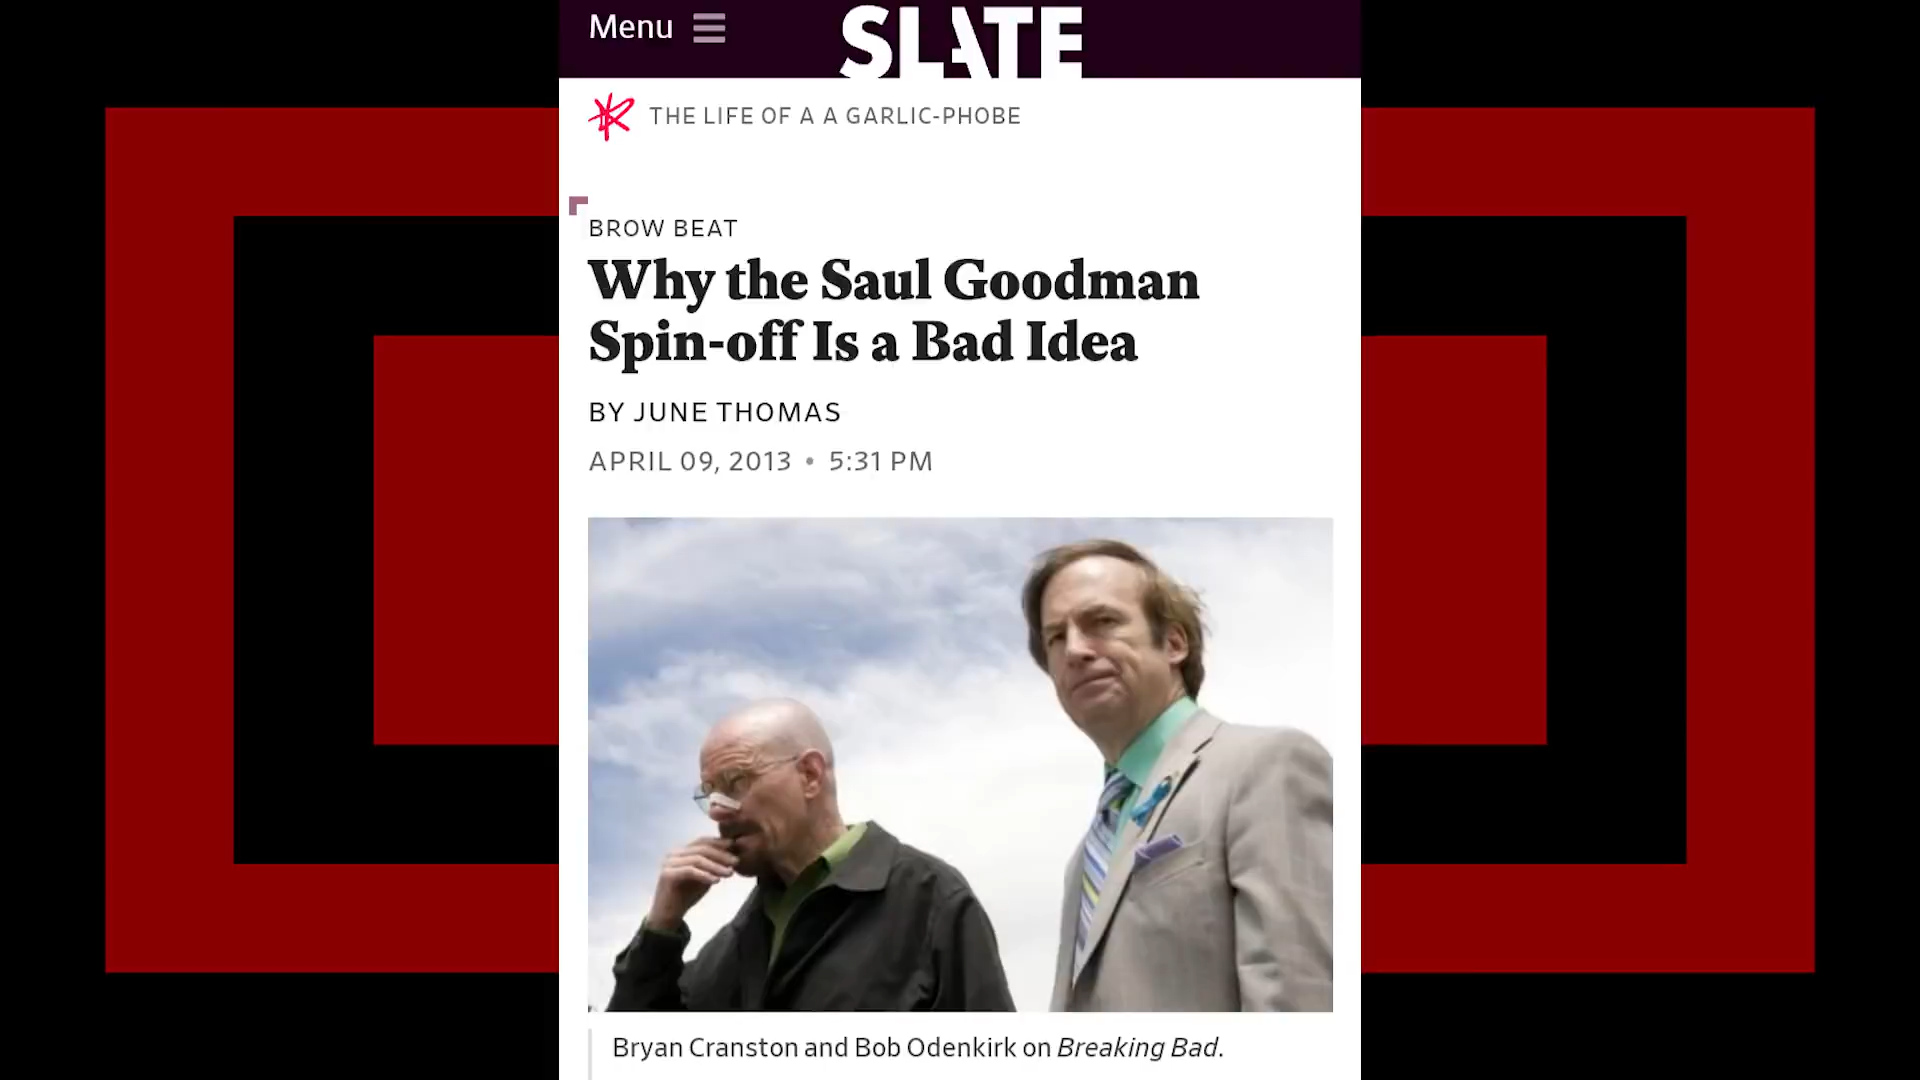 Menu
SLATE
THE LIFE OF A A GARLIC-PHOBE
BROW BEAT
Why the Saul Goodman
Spin-off Is a Bad Idea
BY JUNE THOMAS
APRIL 09, 2013 • 5:31 PM
Bryan Cranston and Bob Odenkirk on Breaking Bad.